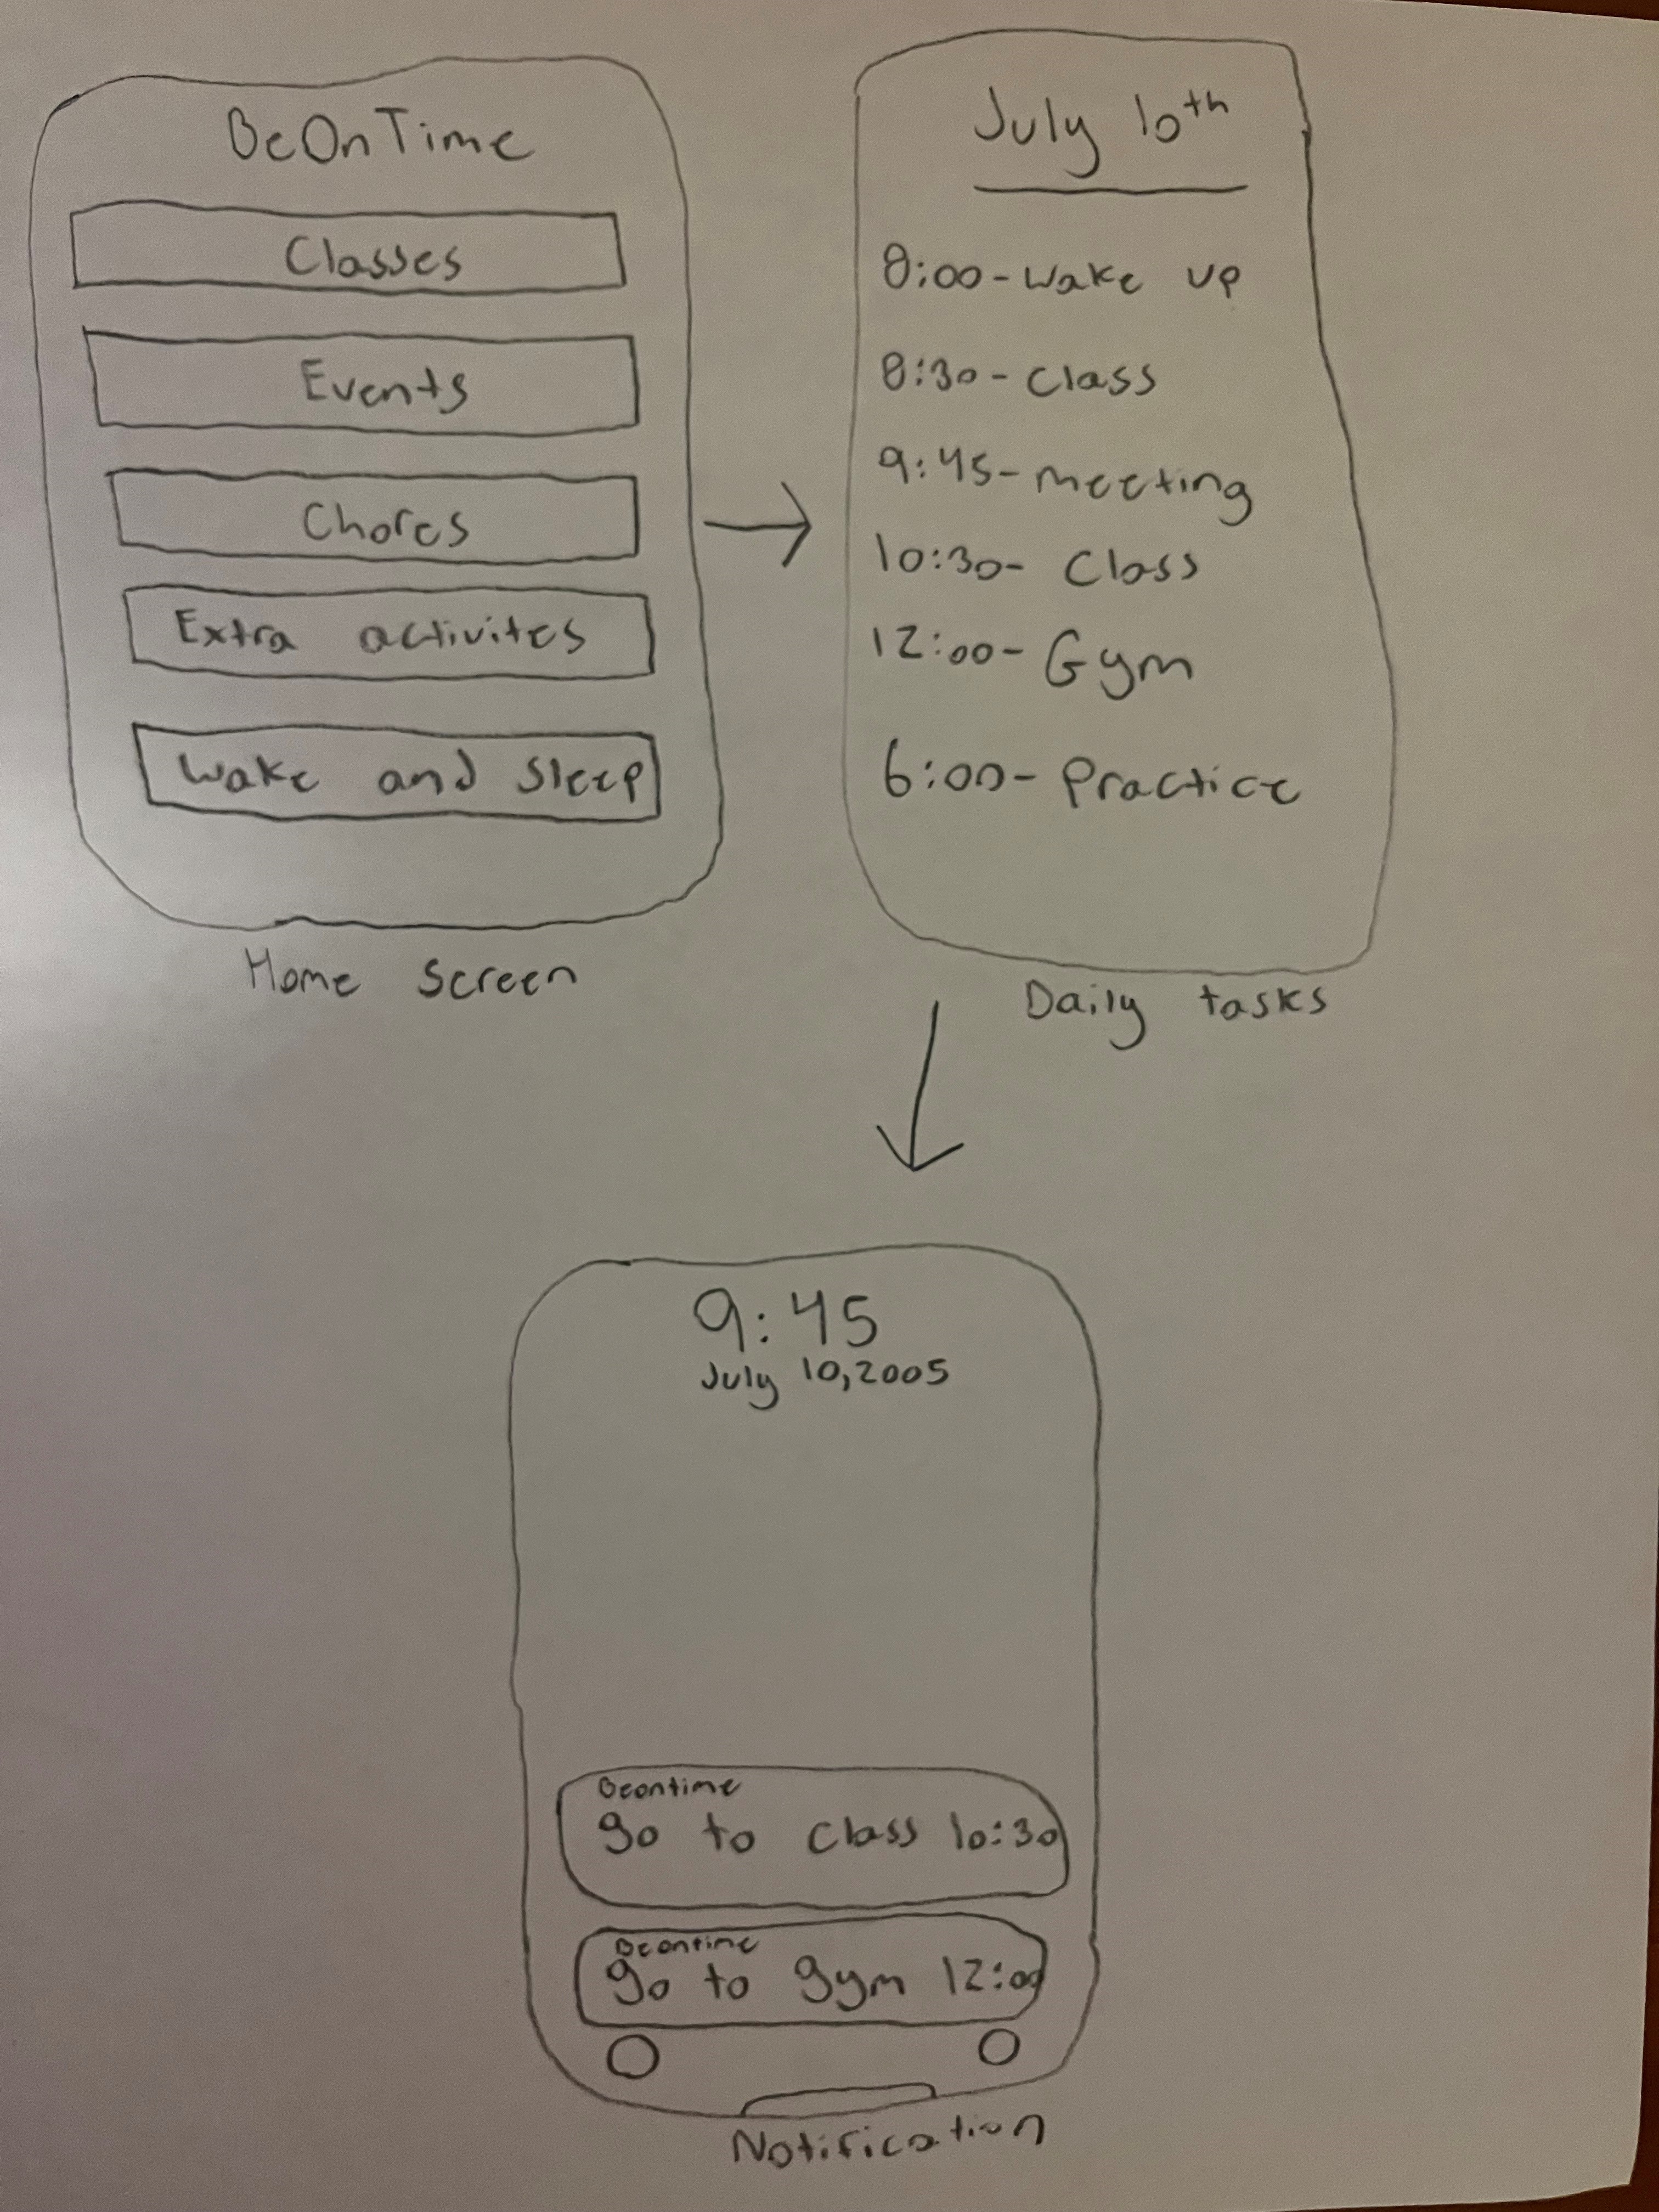 BeOnTime
Classes
Events
Chores
Extra activites
Wake and Sleep
Home Screen
July 10th
8:00-Wake up
8:30-Class
9:45-meeting
10:30-Class
12:00-Gym
6:00-Practice
Daily tasks
9:45
July 10,2005
Beontime
go to class 10:30
Beontime
go to gym 12:00
Notification